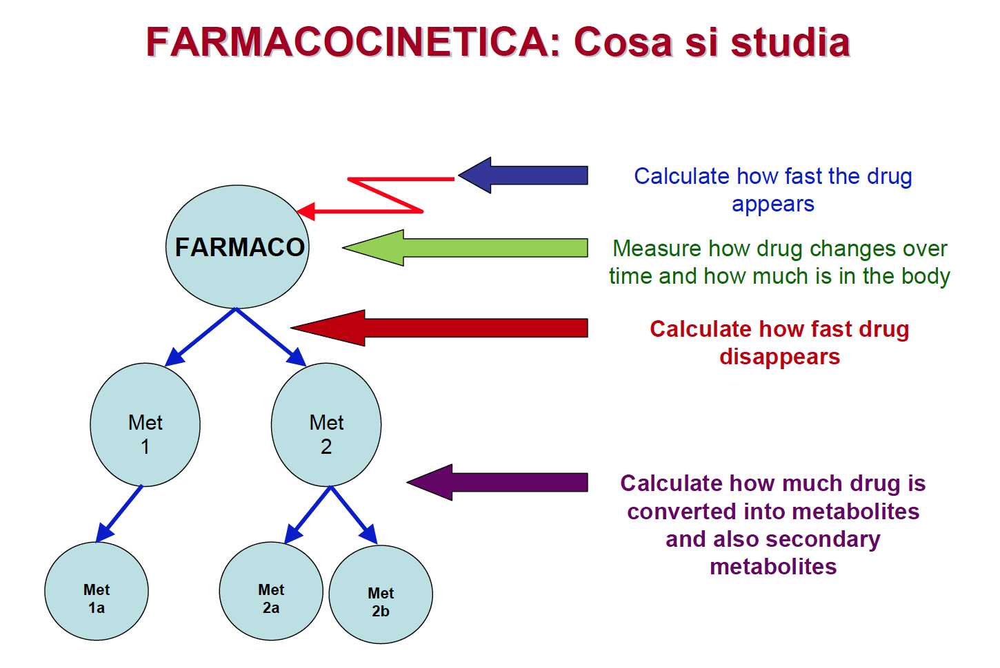 FARMACOCINETICA: Cosa si studia
Calculate how fast the drug
appears
FARMACO
Measure how drug changes over
time and how much is in the body
Calculate how fast drug
disappears
Met
1
Met
2
Calculate how much drug is
converted into metabolites
and also secondary
metabolites
Met
1a
Met
2a
Met
2b